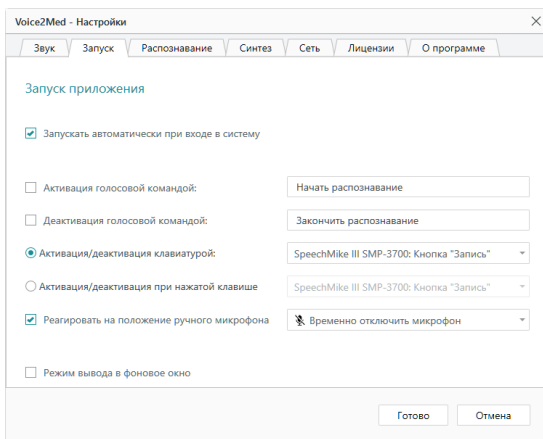 Voice2Med - Настройки
Звук Запуск Распознавание Синтез Сеть Лицензии О программе
Запуск приложения
Запускать автоматически при входе в систему
Активация голосовой командой: Начать распознавание
Деактивация голосовой командой: Закончить распознавание
Активация/деактивация клавиатурой: SpeechMike III SMP-3700: Кнопка "Запись"
Активация/деактивация при нажатой клавише SpeechMike III SMP-3700: Кнопка "Запись"
Реагировать на положение ручного микрофона Временно отключить микрофон
Режим вывода в фоновое окно
Готово Отмена